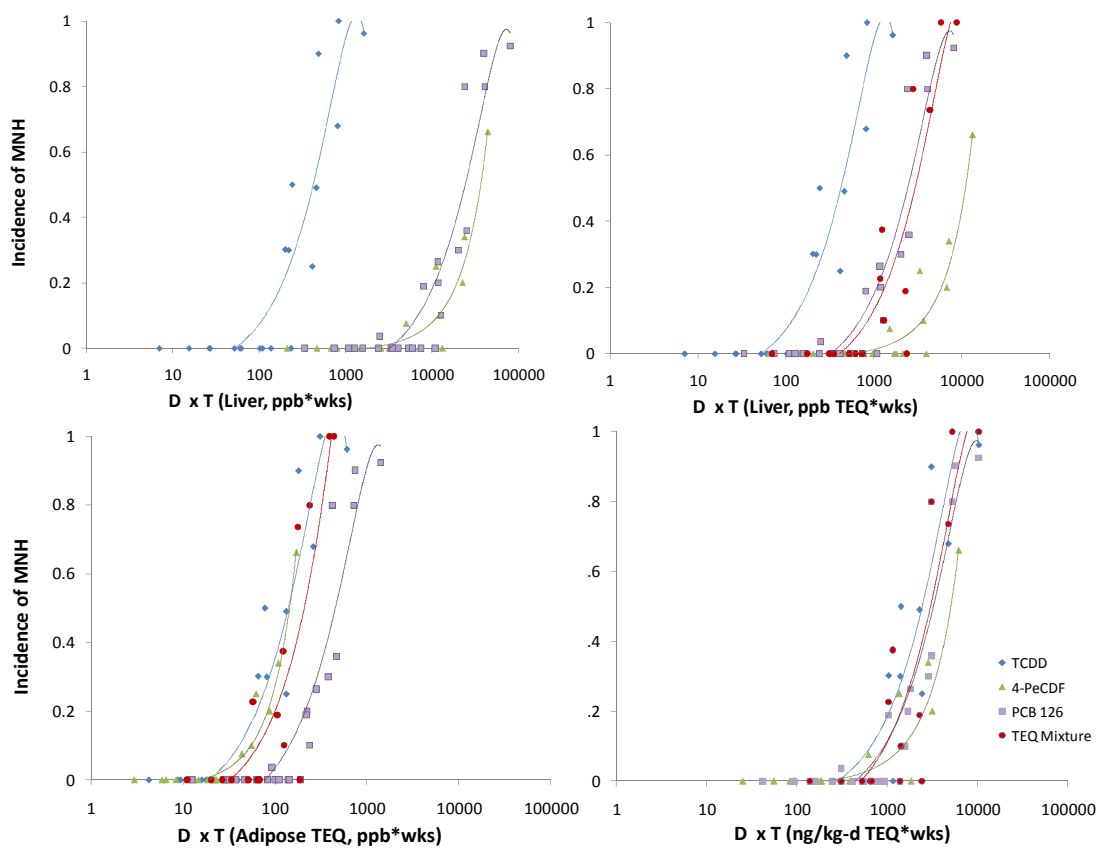 1
0.8
0.6
0.4
0.2
0
Incidence of MNH
1 10 100 1000 10000 100000
D x T (Liver, ppb*wks)
1
0.8
0.6
0.4
0.2
0
1 10 100 1000 10000 100000
D x T (Liver, ppb TEQ*wks)
1
0.8
0.6
0.4
0.2
0
Incidence of MNH
1 10 100 1000 10000 100000
D x T (Adipose TEQ, ppb*wks)
.1
.8
.6
.4
.2
0
1 10 100 1000 10000 100000
D x T (ng/kg-d TEQ*wks)
TCDD
4-PeCDF
PCB 126
TEQ Mixture